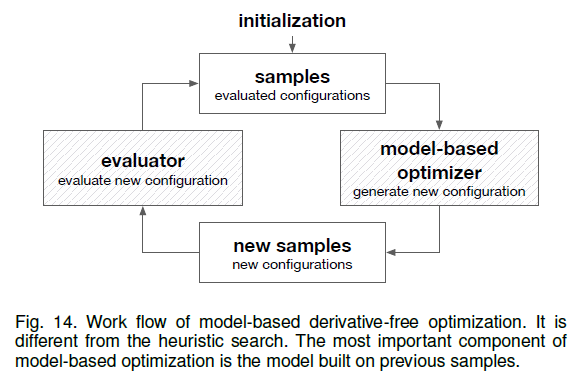 initialization
samples
evaluated configurations
evaluator
evaluate new configuration
model-based
optimizer
generate new configuration
new samples
new configurations
Fig. 14. Work flow of model-based derivative-free optimization. It is
different from the heuristic search. The most important component of
model-based optimization is the model built on previous samples.